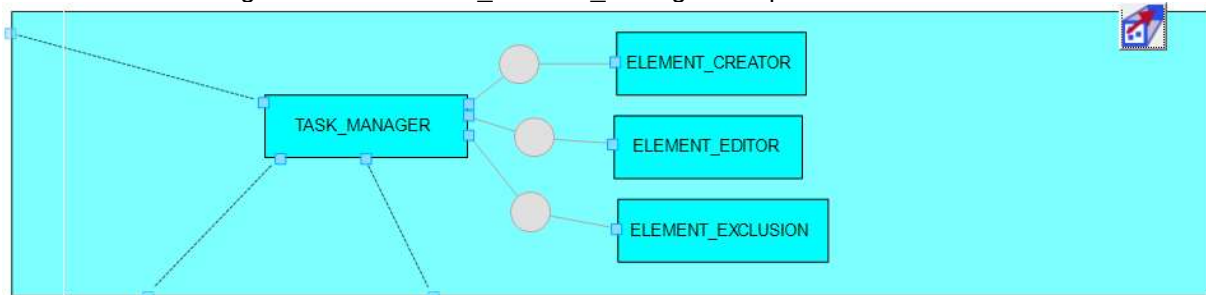 ELEMENT_CREATOR
TASK_MANAGER
ELEMENT_EDITOR
ELEMENT_EXCLUSION